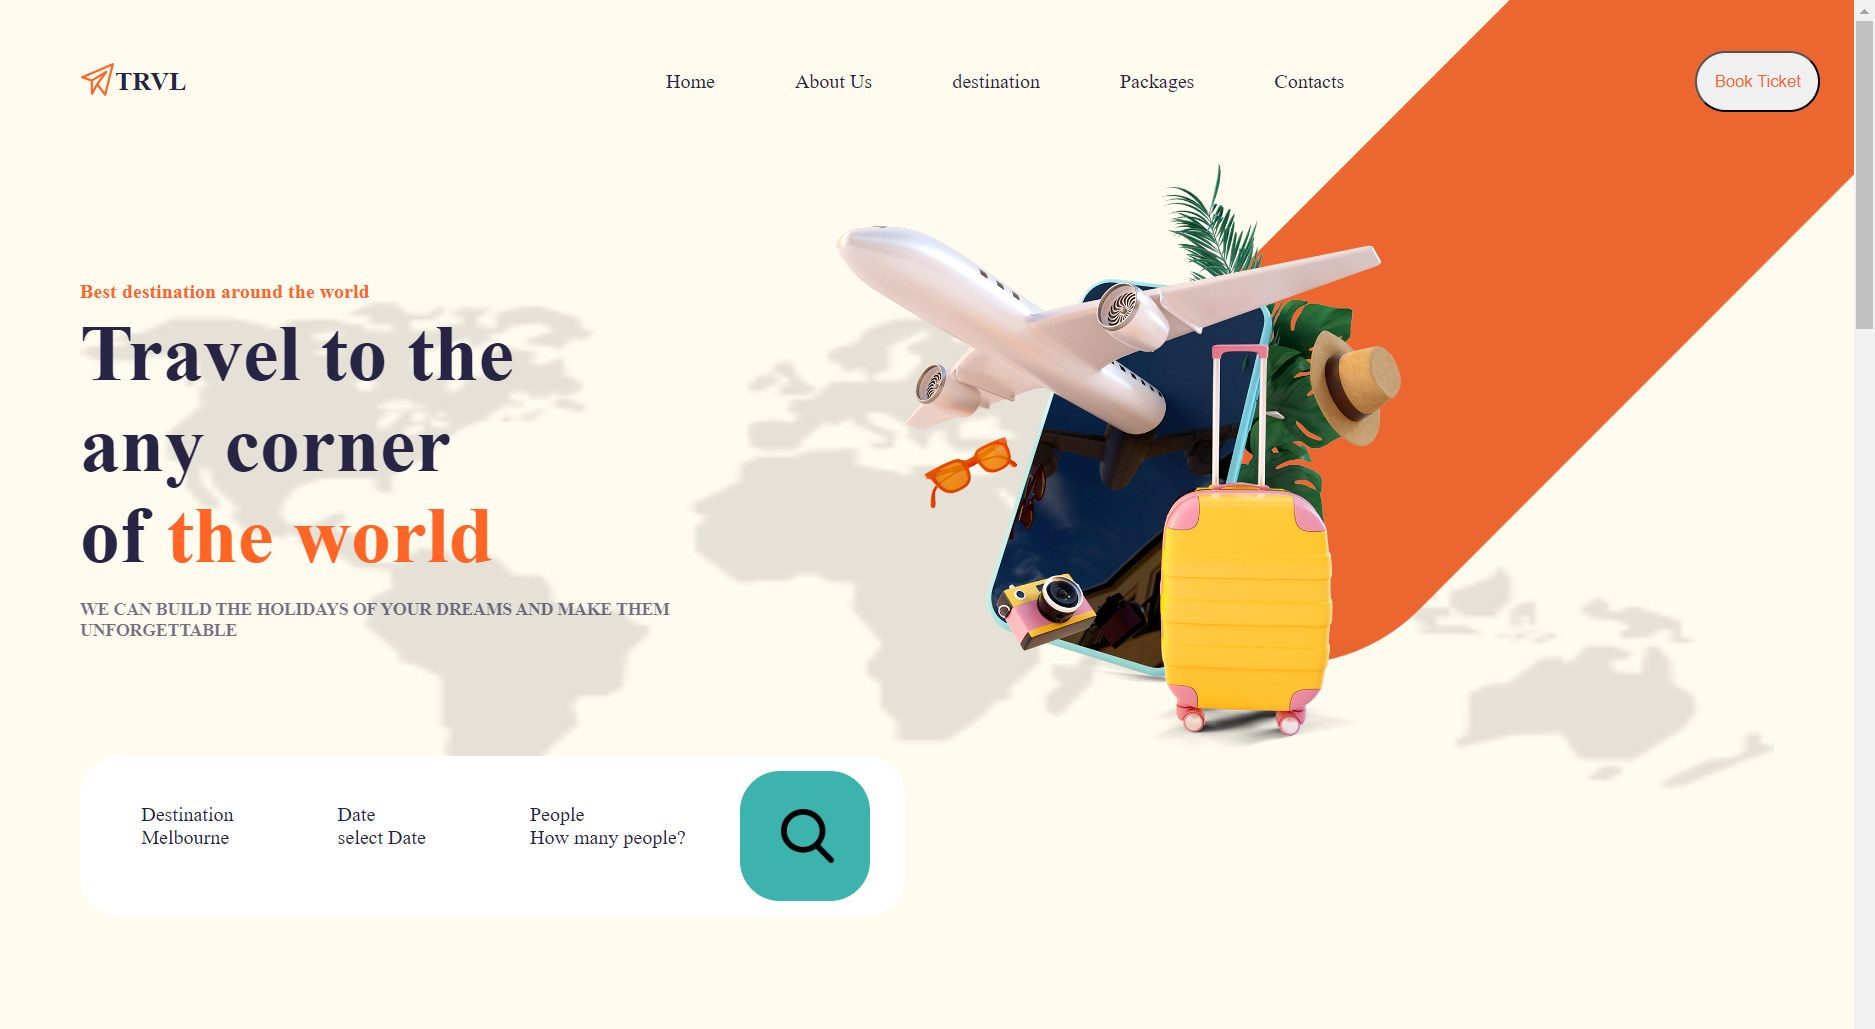 TRVL
Home About Us destination Packages Contacts Book Ticket
Best destination around the world
Travel to the
any corner
of the world
WE CAN BUILD THE HOLIDAYS OF YOUR DREAMS AND MAKE THEM
UNFORGETTABLE
Destination Date People
Melbourne select Date How many people?